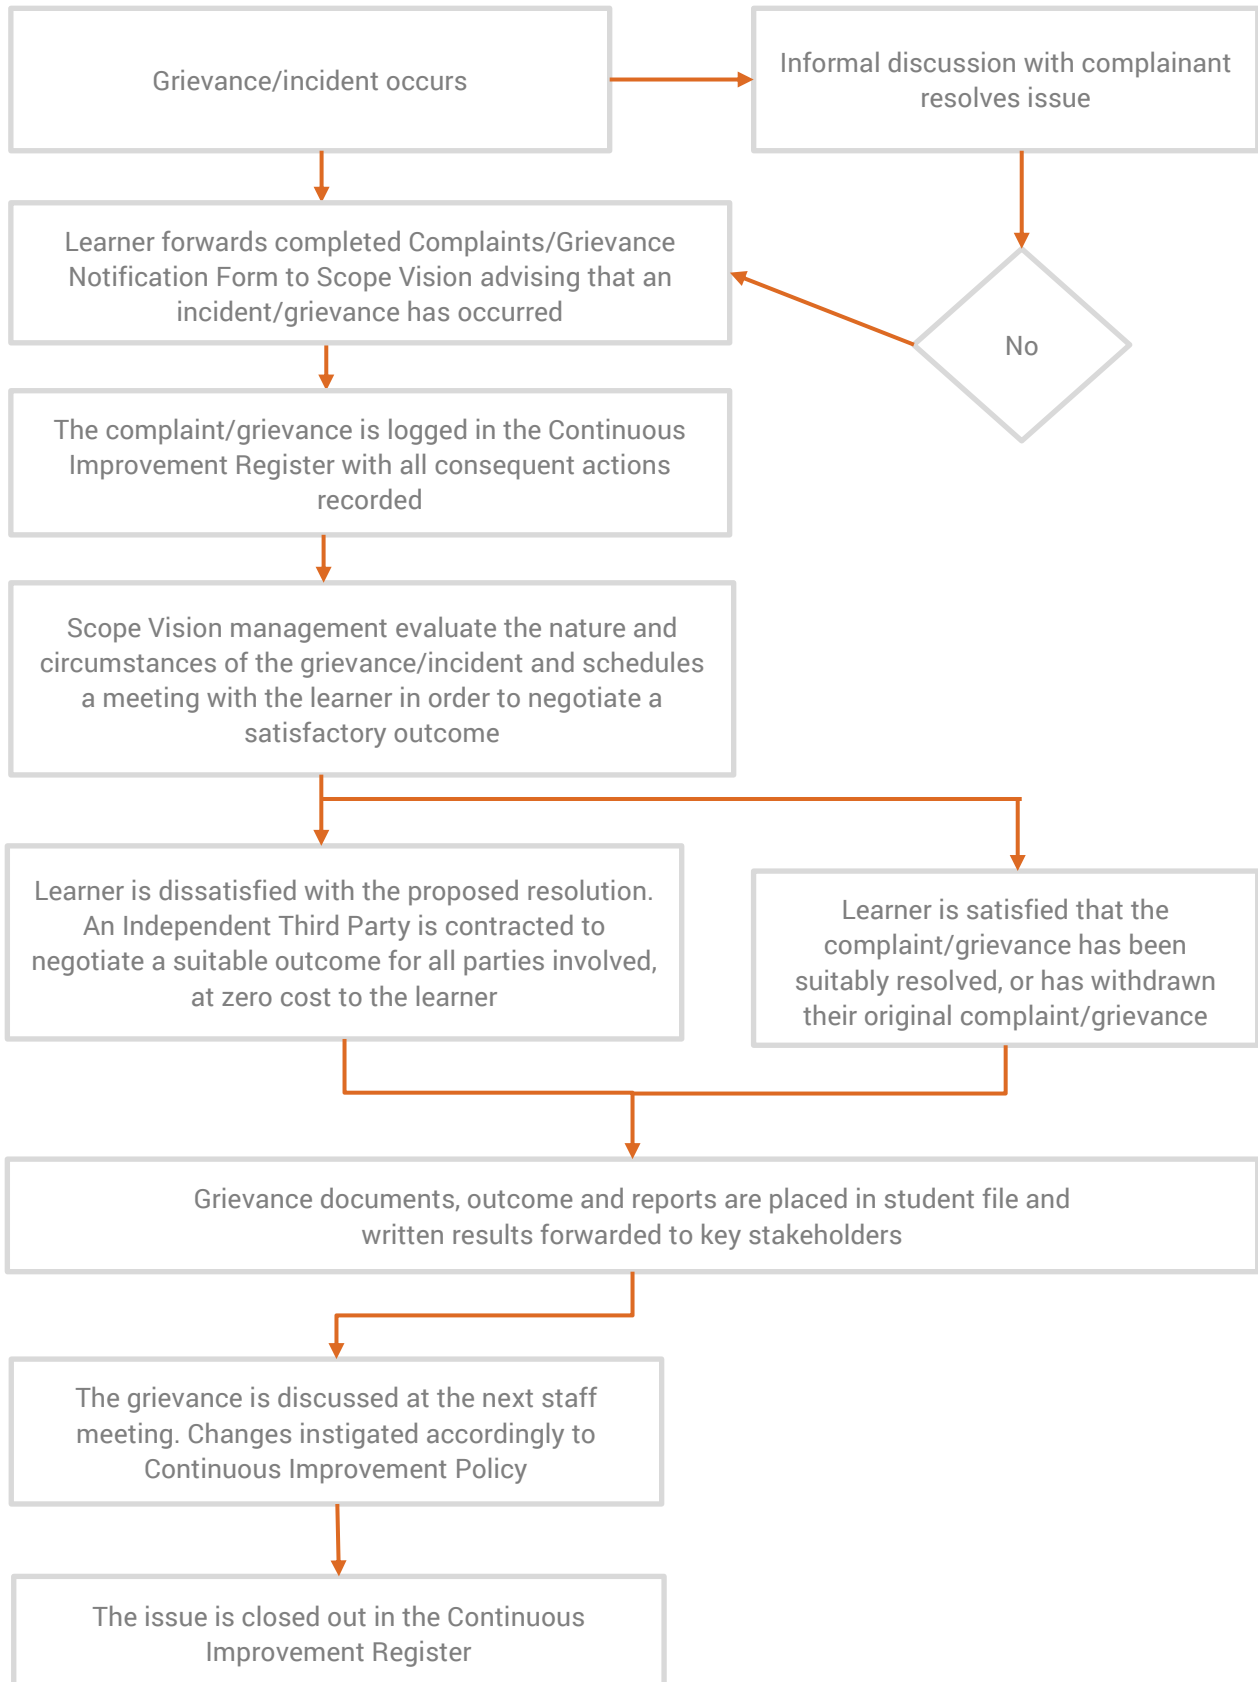 Grievance/incident occurs
Informal discussion with complainant
resolves issue
Learner forwards completed Complaints/Grievance
Notification Form to Scope Vision advising that an
incident/grievance has occurred
No
The complaint/grievance is logged in the Continuous
Improvement Register with all consequent actions
recorded
Scope Vision management evaluate the nature and
circumstances of the grievance/incident and schedules
a meeting with the learner in order to negotiate a
satisfactory outcome
Learner is dissatisfied with the proposed resolution.
An Independent Third Party is contracted to
negotiate a suitable outcome for all parties involved,
at zero cost to the learner
Learner is satisfied that the
complaint/grievance has been
suitably resolved, or has withdrawn
their original complaint/grievance
Grievance documents, outcome and reports are placed in student file and
written results forwarded to key stakeholders
The grievance is discussed at the next staff
meeting. Changes instigated accordingly to
Continuous Improvement Policy
The issue is closed out in the Continuous
Improvement Register